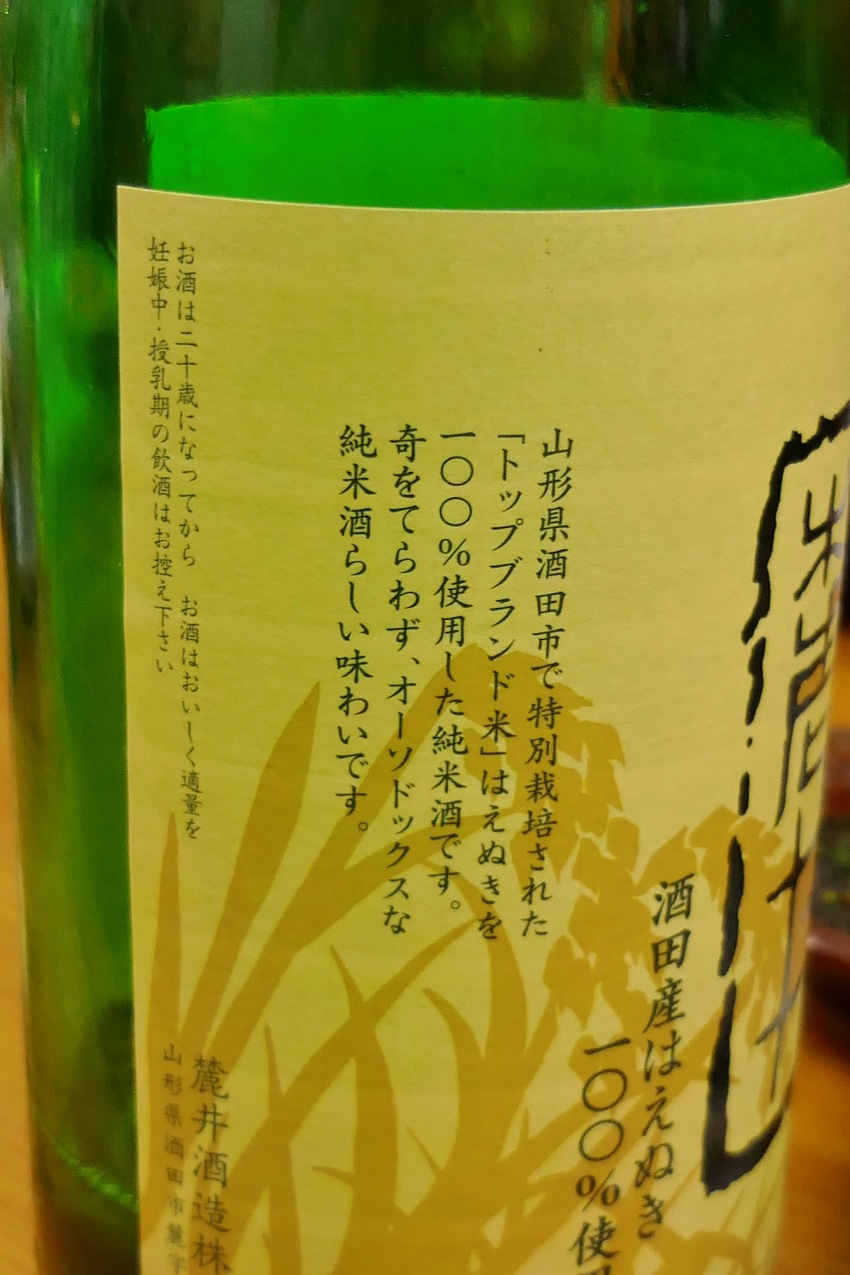 酒田産はえぬき
一〇〇%使
山形県酒田市で特別栽培された
「トップブランド米」はえぬきを
一〇〇%使用した純米酒です。
奇をてらわず、オーソドックスな
純米酒らしい味わいです。
お酒は二十歳になってから お酒はおいしく適量を
妊娠中・授乳期の飲酒はお控え下さい
麓井酒造株
山形県酒田市麓字